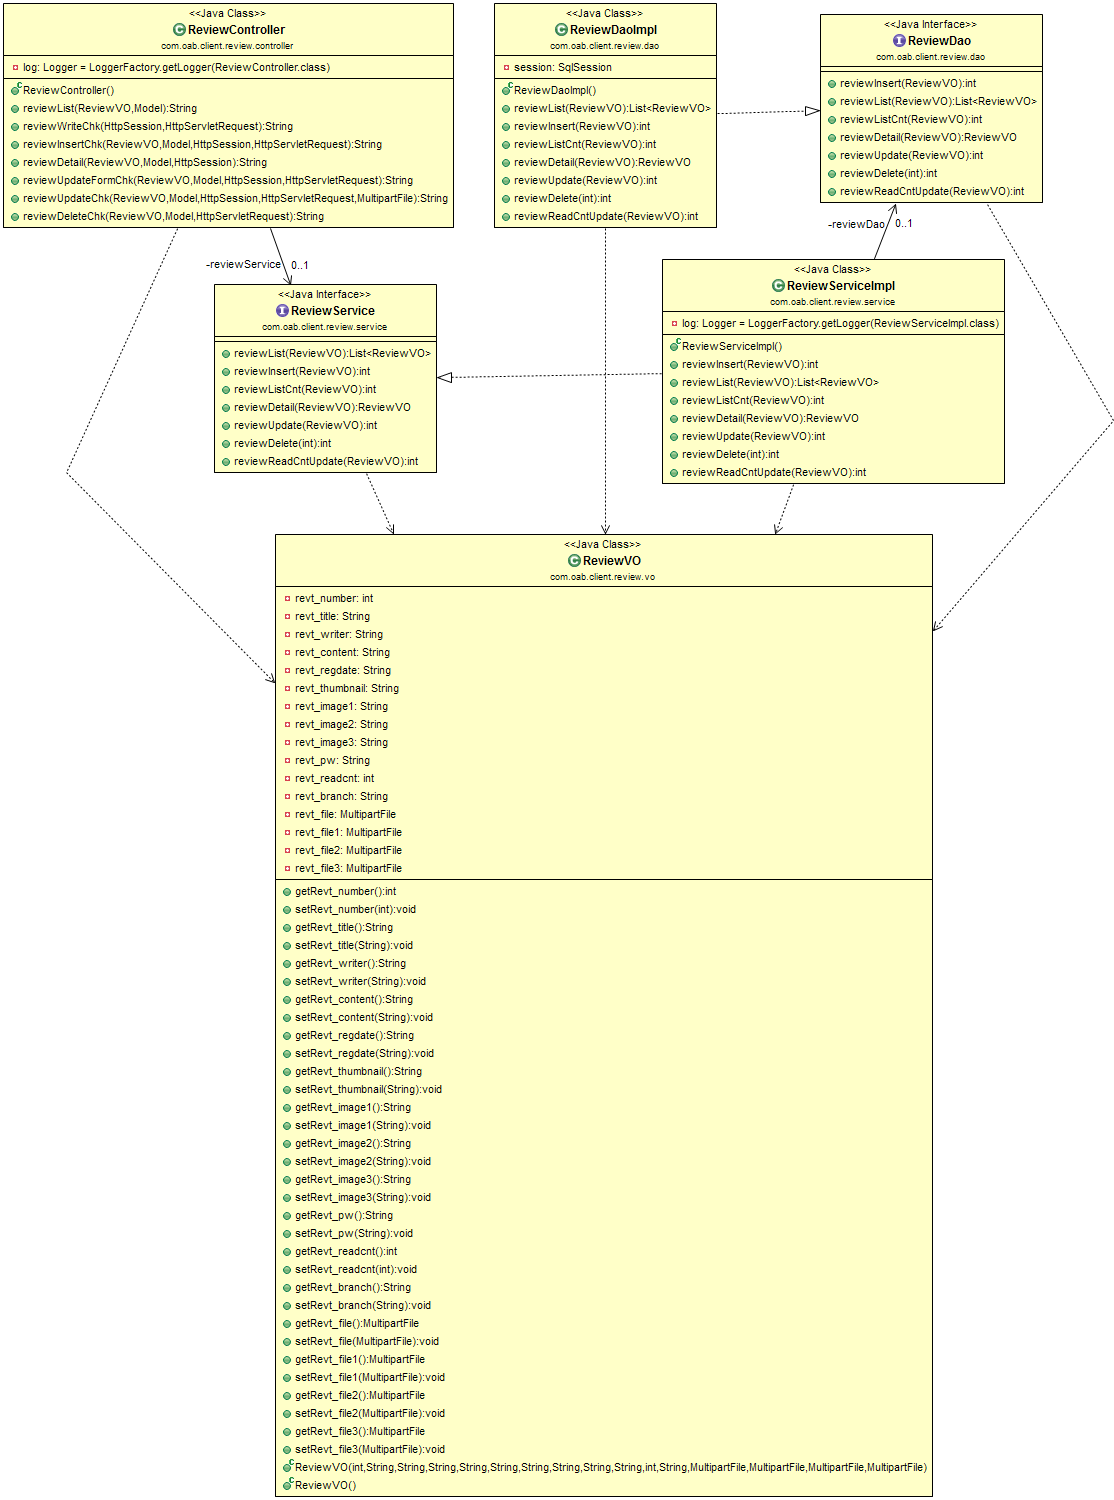 <<Java Class>>
ReviewController
com.oab.client.review.controller
log: Logger = LoggerFactory.getLogger(ReviewController.class)
ReviewController()
reviewList(ReviewVO,Model):String
reviewWriteChk(HttpSession,HttpServletRequest):String
reviewInsertChk(ReviewVO,Model,HttpSession,HttpServletRequest):String
reviewDetail(ReviewVO,Model,HttpSession):String
reviewUpdateFormChk(ReviewVO,Model,HttpSession,HttpServletRequest):String
reviewUpdateChk(ReviewVO,Model,HttpSession,HttpServletRequest,MultipartFile):String
reviewDeleteChk(ReviewVO,Model,HttpServletRequest):String
<<Java Class>>
ReviewDaoImpl
com.oab.client.review.dao
session: SqlSession
ReviewDaoImpl()
reviewList(ReviewVO):List<ReviewVO>
reviewInsert(ReviewVO):int
reviewListCnt(ReviewVO):int
reviewDetail(ReviewVO):ReviewVO
reviewUpdate(ReviewVO):int
reviewDelete(int):int
reviewReadCntUpdate(ReviewVO):int
<<Java Interface>>
ReviewDao
com.oab.client.review.dao
reviewInsert(ReviewVO):int
reviewList(ReviewVO):List<ReviewVO>
reviewListCnt(ReviewVO):int
reviewDetail(ReviewVO):ReviewVO
reviewUpdate(ReviewVO):int
reviewDelete(int):int
reviewReadCntUpdate(ReviewVO):int
-reviewDao 0..1
-reviewService 0..1
<<Java Interface>>
ReviewService
com.oab.client.review.service
reviewList(ReviewVO):List<ReviewVO>
reviewInsert(ReviewVO):int
reviewListCnt(ReviewVO):int
reviewDetail(ReviewVO):ReviewVO
reviewUpdate(ReviewVO):int
reviewDelete(int):int
reviewReadCntUpdate(ReviewVO):int
<<Java Class>>
ReviewServiceImpl
com.oab.client.review.service
log: Logger = LoggerFactory.getLogger(ReviewServiceImpl.class)
ReviewServiceImpl()
reviewInsert(ReviewVO):int
reviewList(ReviewVO):List<ReviewVO>
reviewListCnt(ReviewVO):int
reviewDetail(ReviewVO):ReviewVO
reviewUpdate(ReviewVO):int
reviewDelete(int):int
reviewReadCntUpdate(ReviewVO):int
<<Java Class>>
ReviewVO
com.oab.client.review.vo
revt_number: int
revt_title: String
revt_writer: String
revt_content: String
revt_regdate: String
revt_thumbnail: String
revt_image1: String
revt_image2: String
revt_image3: String
revt_pw: String
revt_readcnt: int
revt_branch: String
revt_file: MultipartFile
revt_file1: MultipartFile
revt_file2: MultipartFile
revt_file3: MultipartFile
getRevt_number():int
setRevt_number(int):void
getRevt_title():String
setRevt_title(String):void
getRevt_writer():String
setRevt_writer(String):void
getRevt_content():String
setRevt_content(String):void
getRevt_regdate():String
setRevt_regdate(String):void
getRevt_thumbnail():String
setRevt_thumbnail(String):void
getRevt_image1():String
setRevt_image1(String):void
getRevt_image2():String
setRevt_image2(String):void
getRevt_image3():String
setRevt_image3(String):void
getRevt_pw():String
setRevt_pw(String):void
getRevt_readcnt():int
setRevt_readcnt(int):void
getRevt_branch():String
setRevt_branch(String):void
getRevt_file():MultipartFile
setRevt_file(MultipartFile):void
getRevt_file1():MultipartFile
setRevt_file1(MultipartFile):void
getRevt_file2():MultipartFile
setRevt_file2(MultipartFile):void
getRevt_file3():MultipartFile
setRevt_file3(MultipartFile):void
ReviewVO(int,String,String,String,String,String,String,String,String,String,int,String,MultipartFile,MultipartFile,MultipartFile,MultipartFile)
ReviewVO()